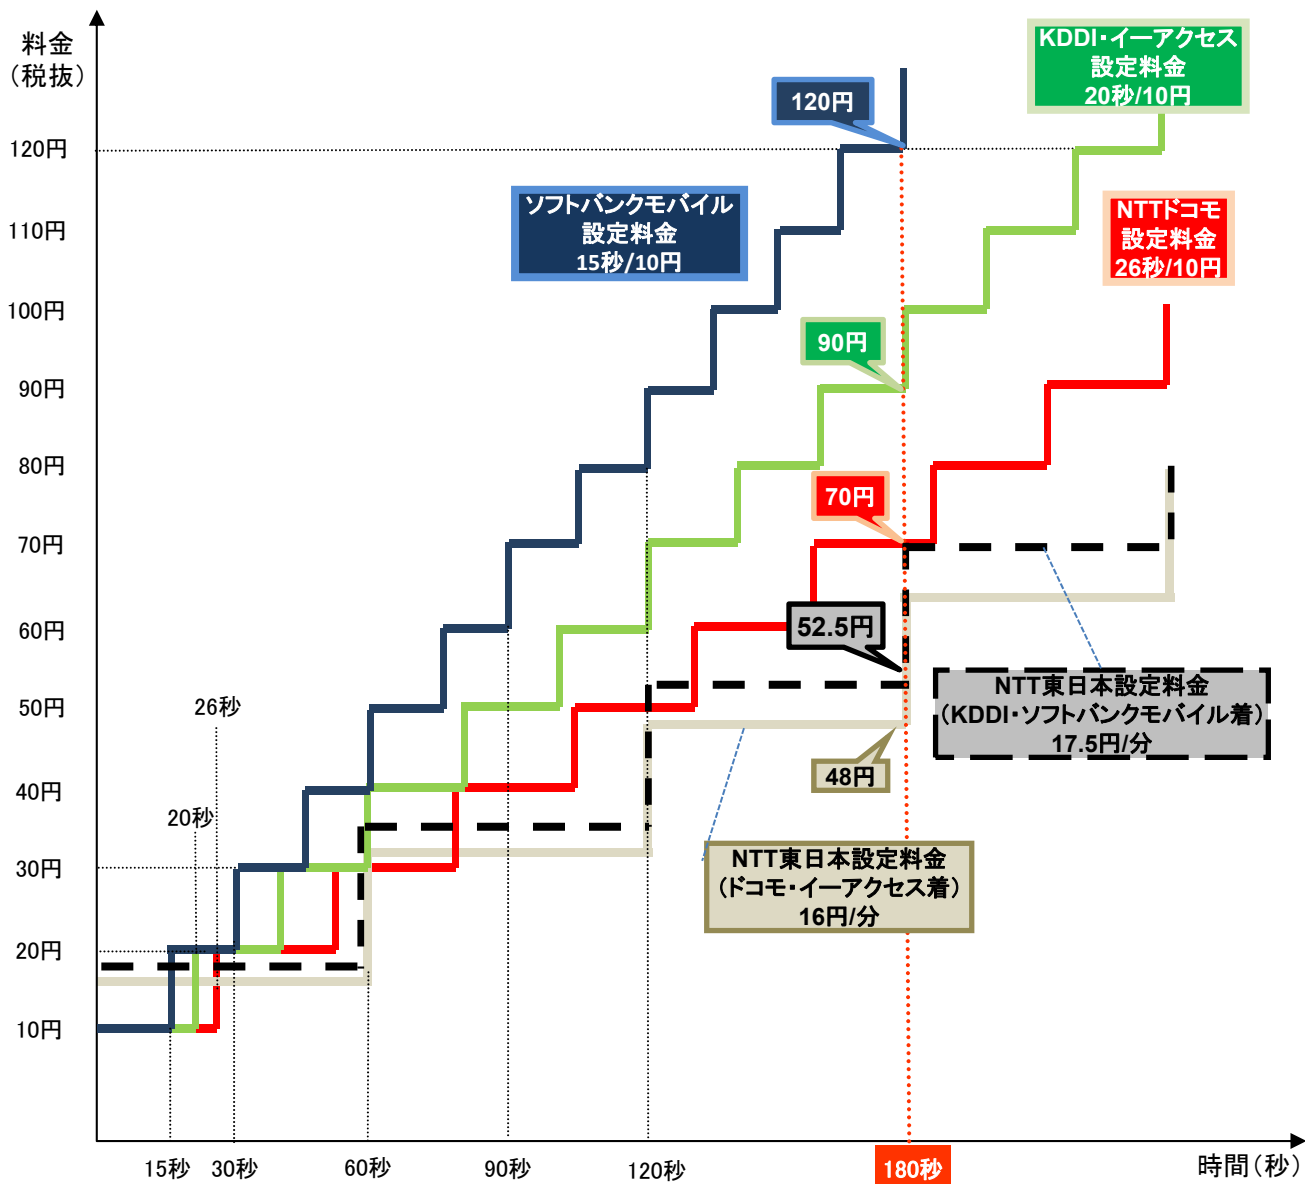 料金
（税抜）
120円
110円
100円
90円
80円
70円
60円
50円
40円
30円
20円
10円
KDDI・イーアクセス
設定料金
20秒/10円
120円
ソフトバンクモバイル
設定料金
15秒/10円
NTTドコモ
設定料金
26秒/10円
90円
70円
52.5円
NTT東日本設定料金
（KDDI・ソフトバンクモバイル着）
17.5円/分
48円
NTT東日本設定料金
（ドコモ・イーアクセス着）
16円/分
26秒
20秒
15秒
30秒
60秒
90秒
120秒
180秒
時間（秒）